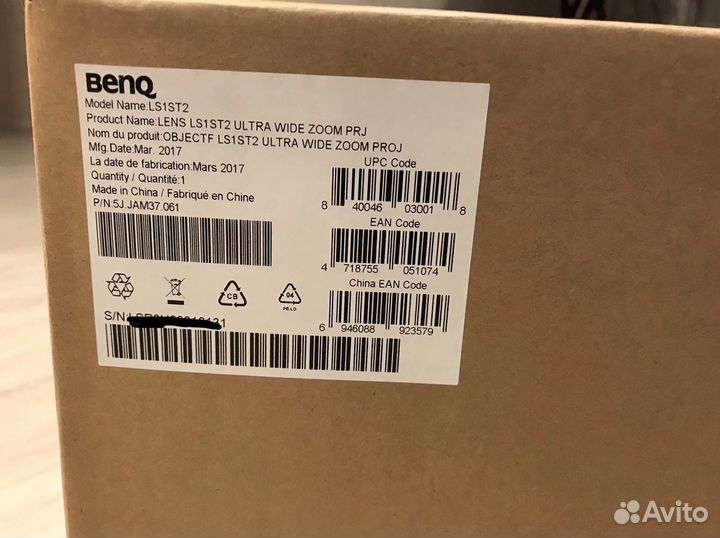 BenQ
Model Name:LS1ST2
Product Name:LENS LS1ST2 ULTRA WIDE ZOOM PRJ
Nom du produit:OBJECTF LS1ST2 ULTRA WIDE ZOOM PROJ
Mfg.Date:Mar. 2017
La date de fabrication:Mars 2017
Quantity / Quantité:1
Made in China / Fabriqué en Chine
P/N:5J.JAM37.061
UPC Code
8 40046 03001 8
EAN Code
4 718755 051074
China EAN Code
6 946088 923579
CB
04
PE-LD
S/N:
Avito